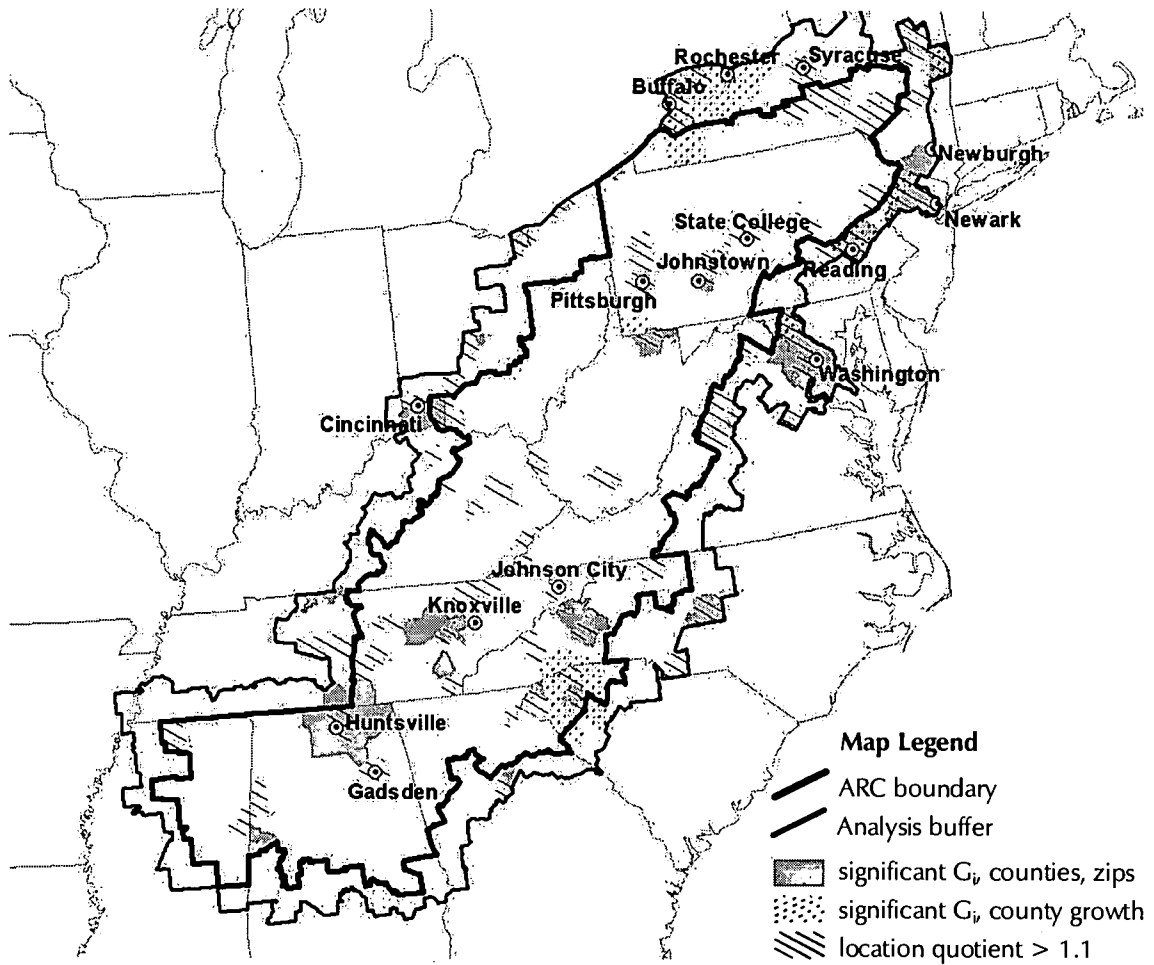 Rochester
Syracuse
Buffalo
Newburgh
Newark
State College
Johnstown
Reading
Pittsburgh
Washington
Cincinnati
Johnson City
Knoxville
Huntsville
Gadsden
Map Legend
ARC boundary
Analysis buffer
significant Gi, counties, zips
significant Gi, county growth
location quotient > 1.1